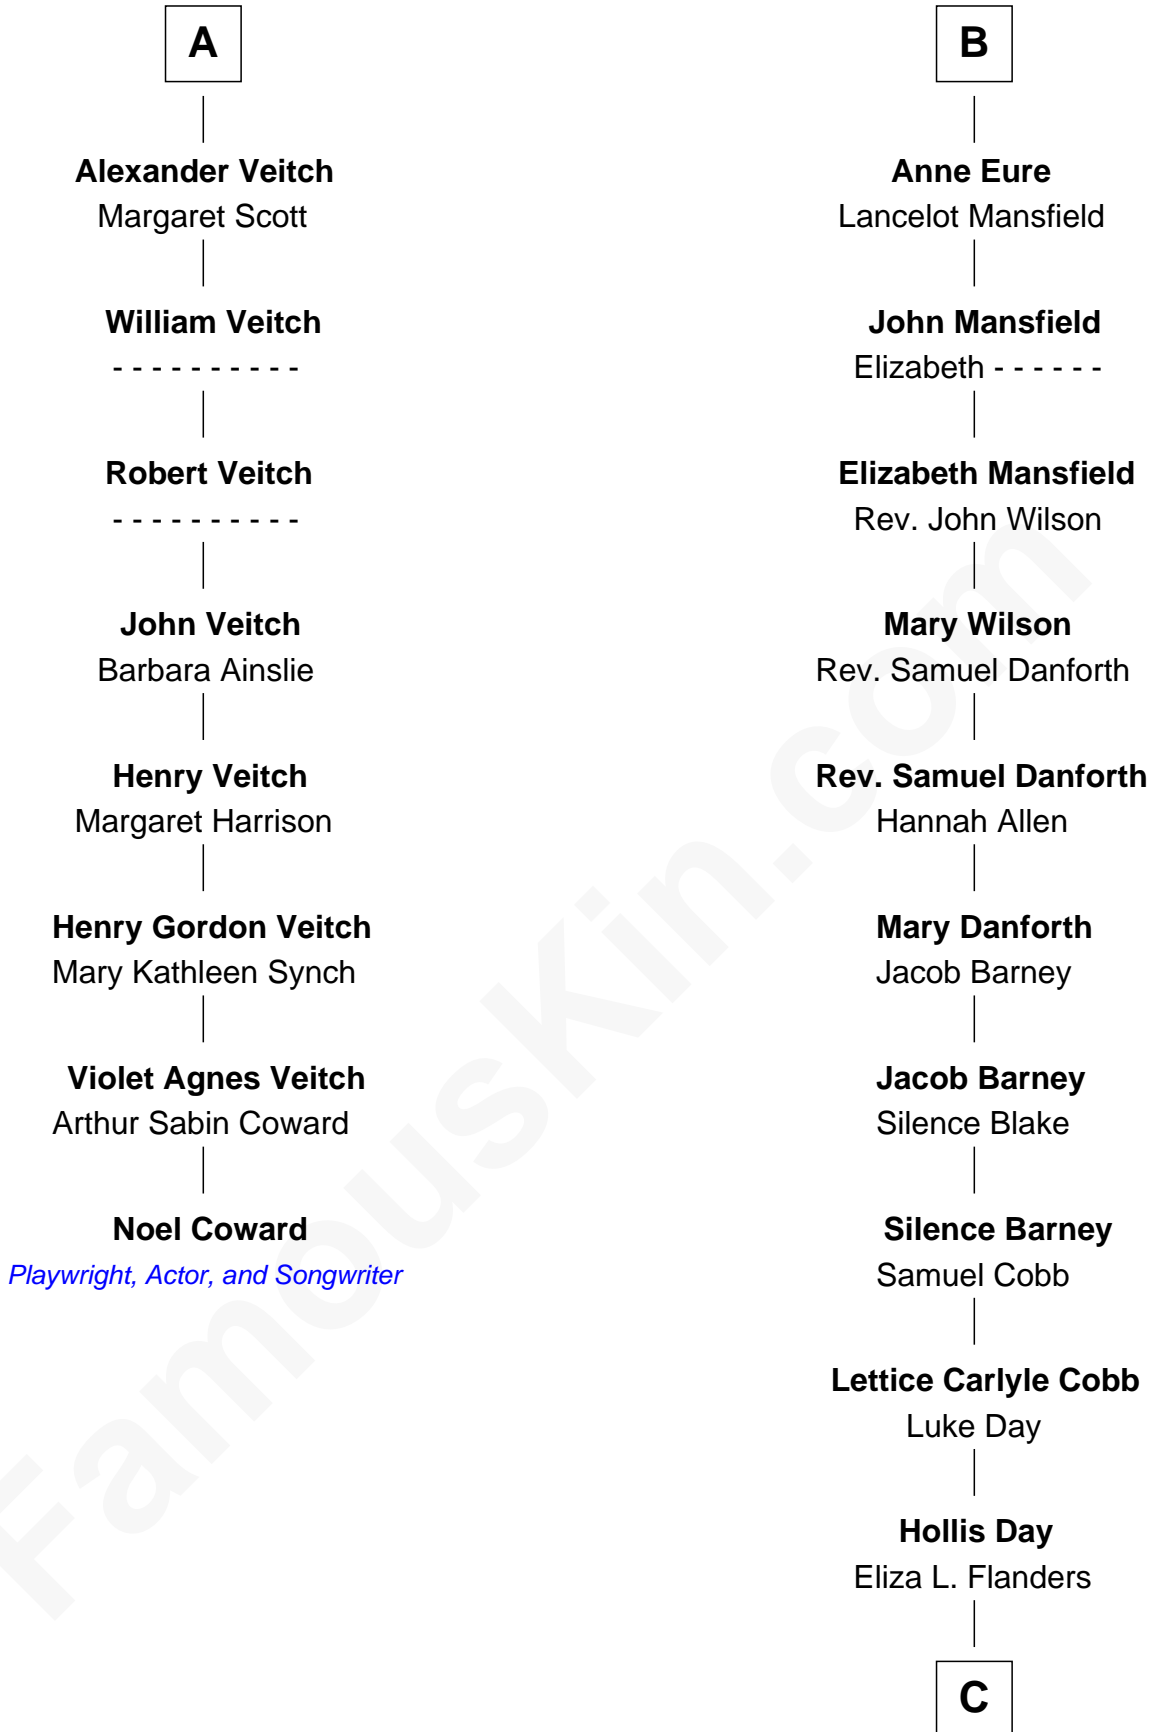 A
Alexander Veitch
Margaret Scott
William Veitch
- - - - - - - - - -
Robert Veitch
- - - - - - - - - -
John Veitch
Barbara Ainslie
Henry Veitch
Margaret Harrison
Henry Gordon Veitch
Mary Kathleen Synch
Violet Agnes Veitch
Arthur Sabin Coward
Noel Coward
Playwright, Actor, and Songwriter
B
Anne Eure
Lancelot Mansfield
John Mansfield
Elizabeth - - - - - -
Elizabeth Mansfield
Rev. John Wilson
Mary Wilson
Rev. Samuel Danforth
Rev. Samuel Danforth
Hannah Allen
Mary Danforth
Jacob Barney
Jacob Barney
Silence Blake
Silence Barney
Samuel Cobb
Lettice Carlyle Cobb
Luke Day
Hollis Day
Eliza L. Flanders
C
FamousKin.com